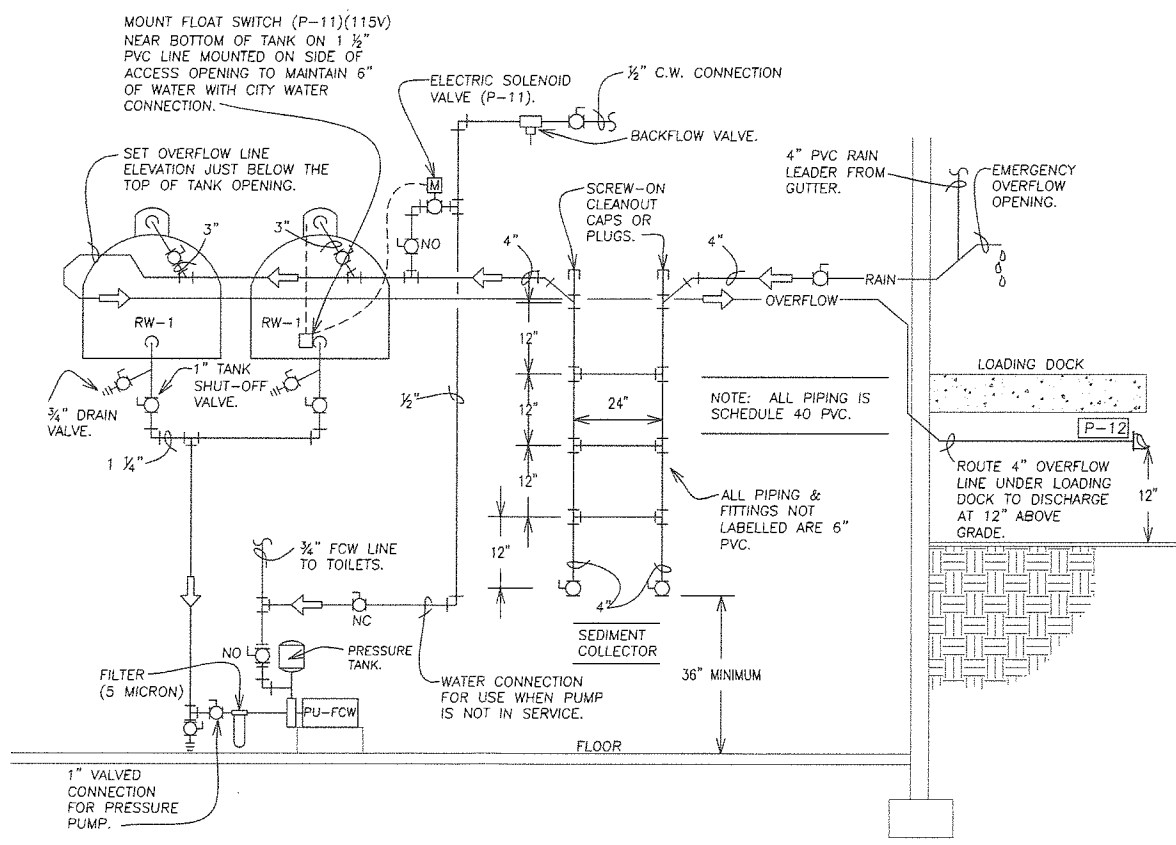 MOUNT FLOAT SWITCH (P-11)(115V)
NEAR BOTTOM OF TANK ON 1 ½"
PVC LINE MOUNTED ON SIDE OF
ACCESS OPENING TO MAINTAIN 6"
OF WATER WITH CITY WATER
CONNECTION.
ELECTRIC SOLENOID
VALVE (P-11).
½" C.W. CONNECTION
BACKFLOW VALVE.
SET OVERFLOW LINE
ELEVATION JUST BELOW THE
TOP OF TANK OPENING.
SCREW-ON
CLEANOUT
CAPS OR
PLUGS.
4" PVC RAIN
LEADER FROM
GUTTER.
EMERGENCY
OVERFLOW
OPENING.
M
3"
3"
NO
4"
4"
RAIN
OVERFLOW
RW-1
RW-1
12"
12"
12"
12"
24"
1" TANK
SHUT-OFF
VALVE.
¾" DRAIN
VALVE.
1 ¼"
½"
NOTE: ALL PIPING IS
SCHEDULE 40 PVC.
LOADING DOCK
P-12
ROUTE 4" OVERFLOW
LINE UNDER LOADING
DOCK TO DISCHARGE
AT 12" ABOVE
GRADE.
12"
ALL PIPING &
FITTINGS NOT
LABELLED ARE 6"
PVC.
¾" FCW LINE
TO TOILETS.
NC
4"
SEDIMENT
COLLECTOR
36" MINIMUM
NO
PRESSURE
TANK.
FILTER
(5 MICRON)
PU-FCW
WATER CONNECTION
FOR USE WHEN PUMP
IS NOT IN SERVICE.
FLOOR
1" VALVED
CONNECTION
FOR PRESSURE
PUMP.